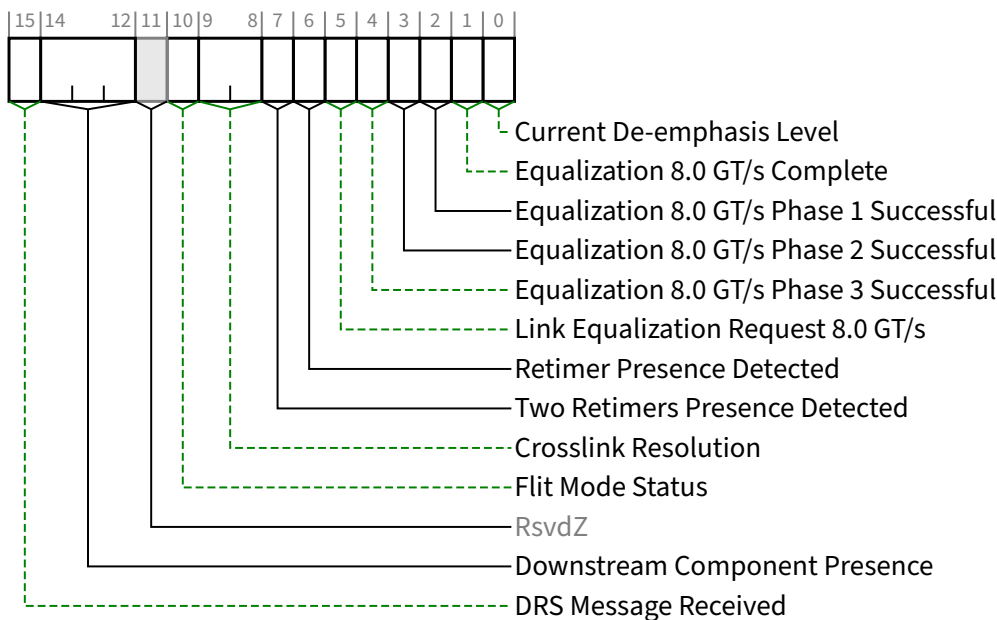 15 14 12 11 10 9 8 7 6 5 4 3 2 1 0
Current De-emphasis Level
Equalization 8.0 GT/s Complete
Equalization 8.0 GT/s Phase 1 Successful
Equalization 8.0 GT/s Phase 2 Successful
Equalization 8.0 GT/s Phase 3 Successful
Link Equalization Request 8.0 GT/s
Retimer Presence Detected
Two Retimers Presence Detected
Crosslink Resolution
Flit Mode Status
RsvdZ
Downstream Component Presence
DRS Message Received